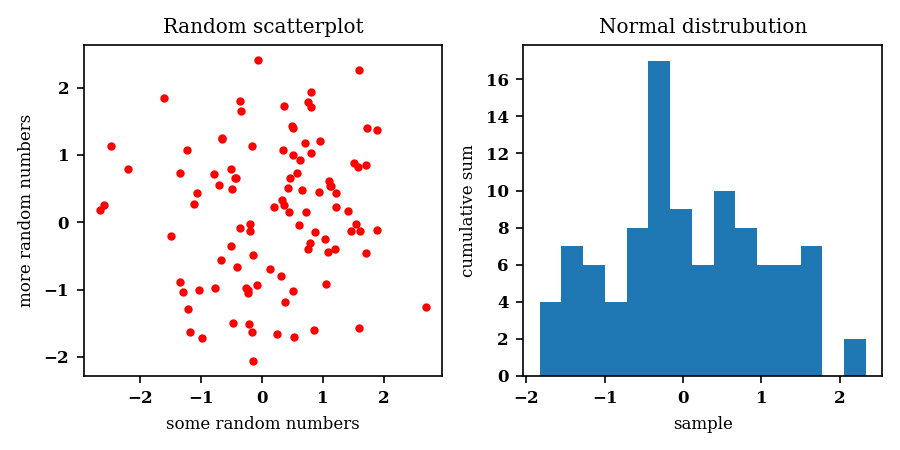 Random scatterplot
more random numbers
2
1
0
−1
−2
−2 −1 0 1 2
some random numbers
Normal distrubution
cumulative sum
16
14
12
10
8
6
4
2
0
−2 −1 0 1 2
sample